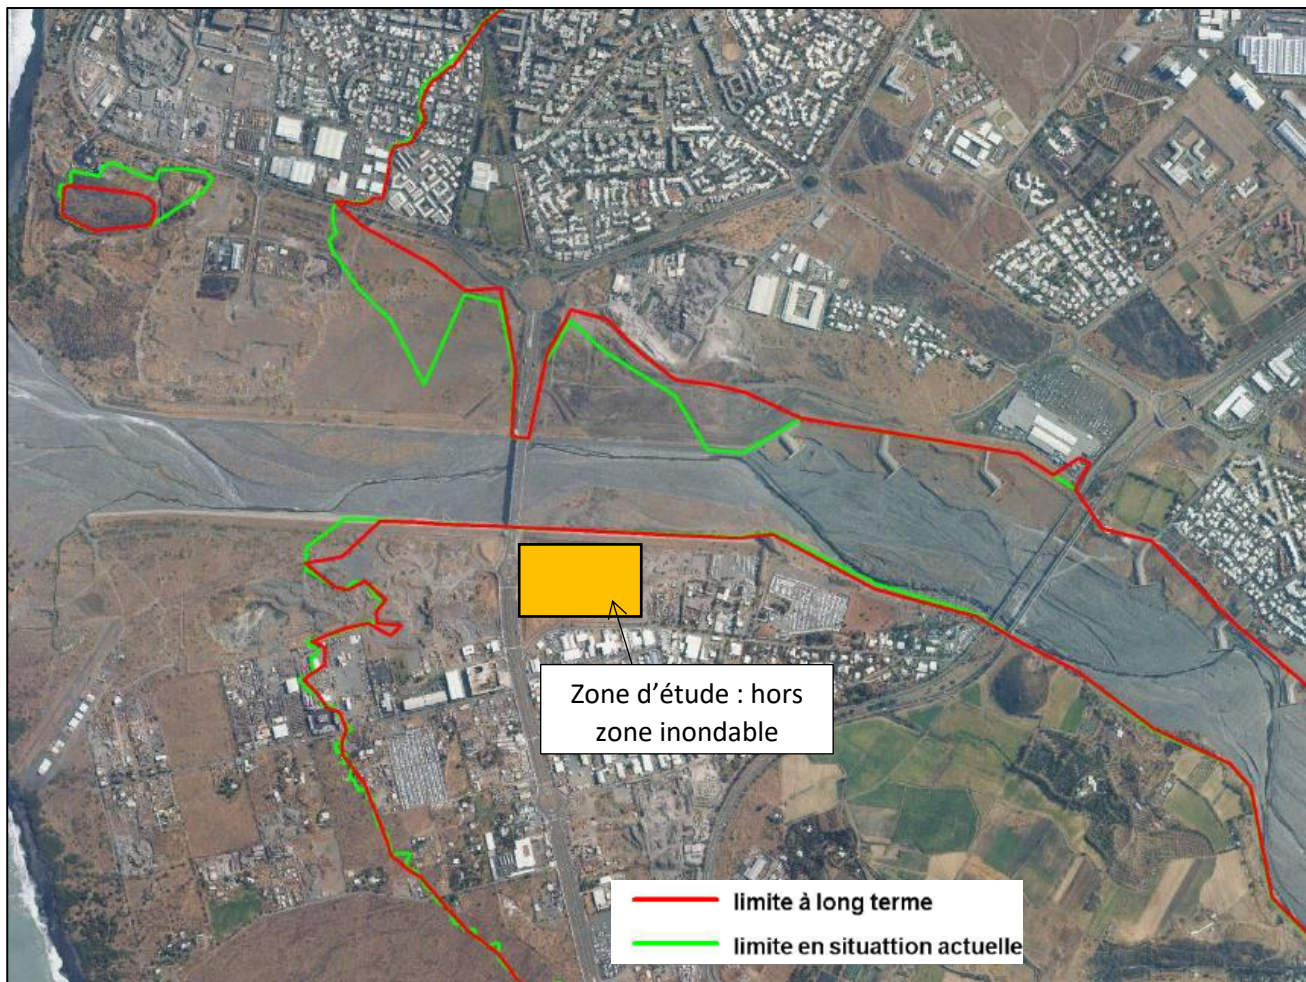 Zone d’étude : hors
zone inondable
limite à long terme
limite en situattion actuelle